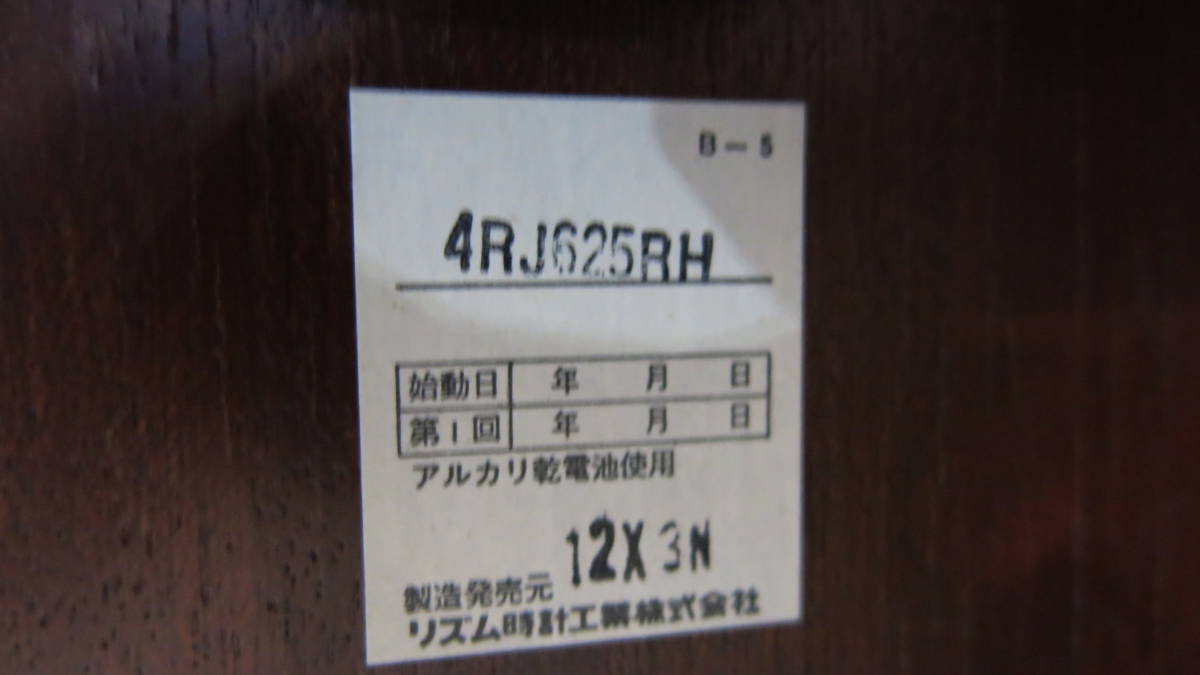 B-5
4RJ625RH
始動日 年 月 日
第1回 年 月 日
アルカリ乾電池使用
12X3N
製造発売元
リズム時計工業株式会社